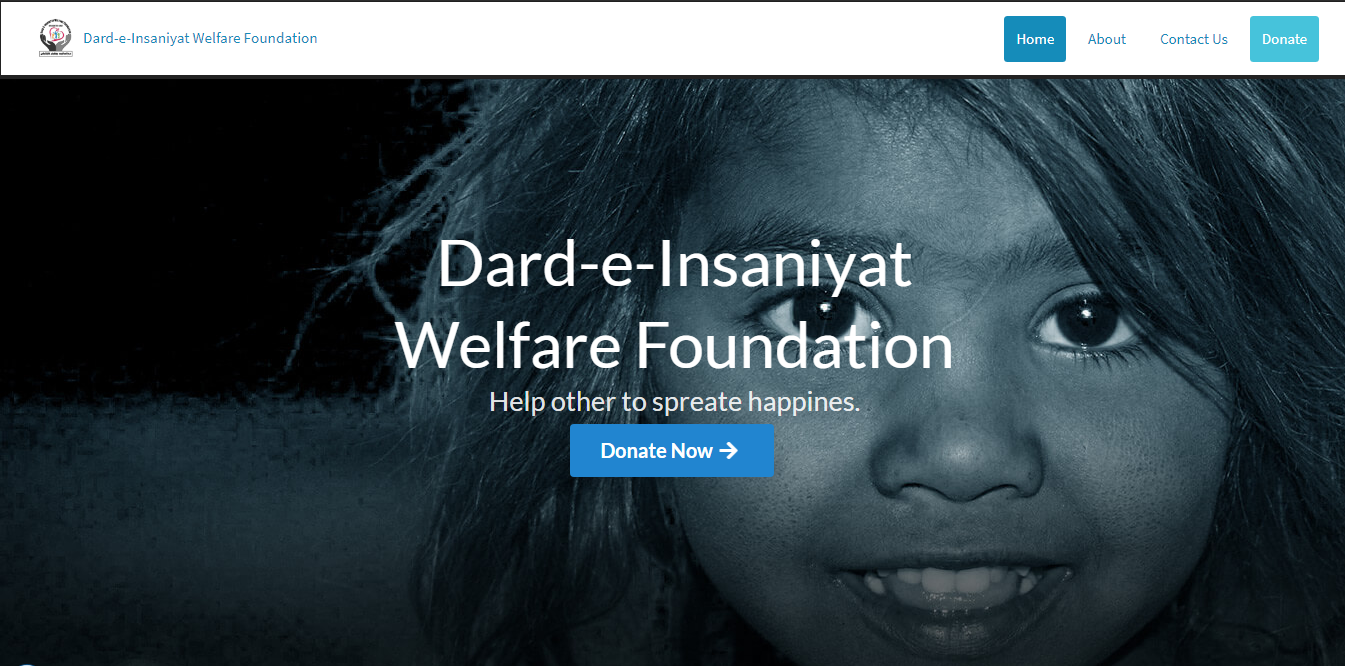 Dard-e-Insaniyat Welfare Foundation
Home
About
Contact Us
Donate
Dard-e-Insaniyat
Welfare Foundation
Help other to spreate happines.
Donate Now